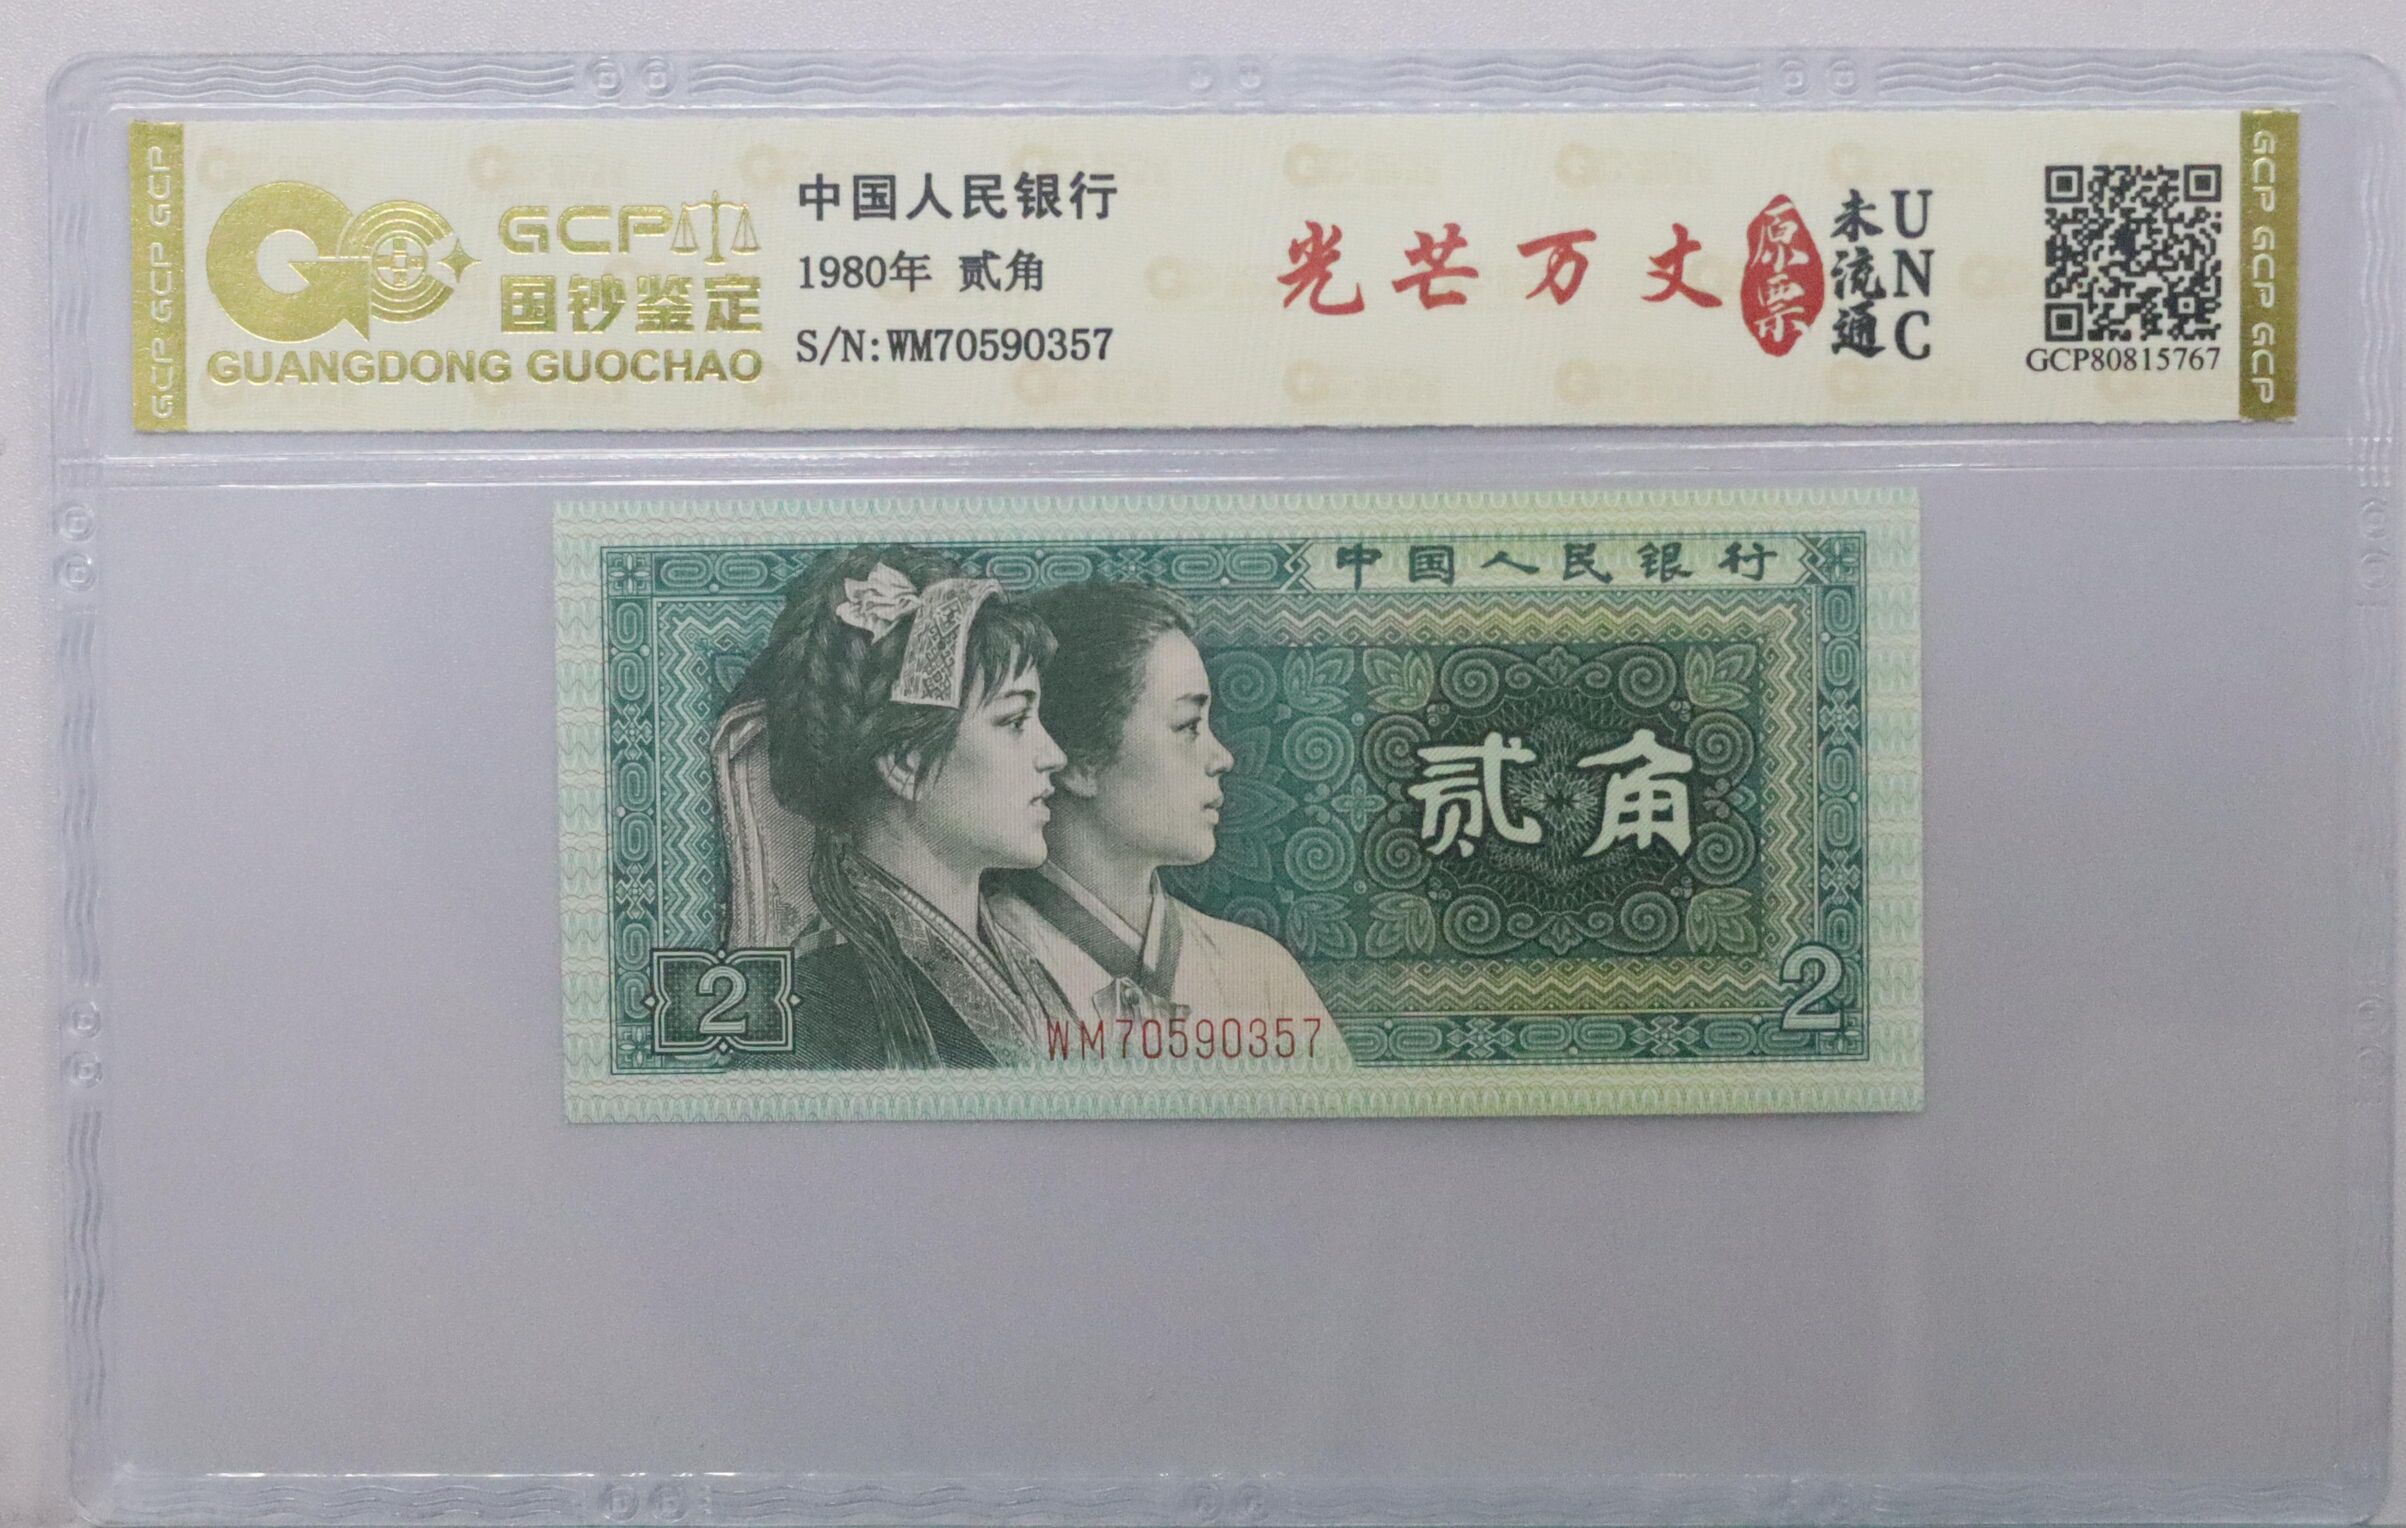 GCP GCP GCP
GCP
国钞鉴定
GUANGDONG GUOCHAO
中国人民银行
1980年 贰角
S/N:WM70590357
光芒万丈
原票
未流通
UNC
GCP80815767
GCP GCP GCP
中国人民银行
贰角
2
2
WM70590357